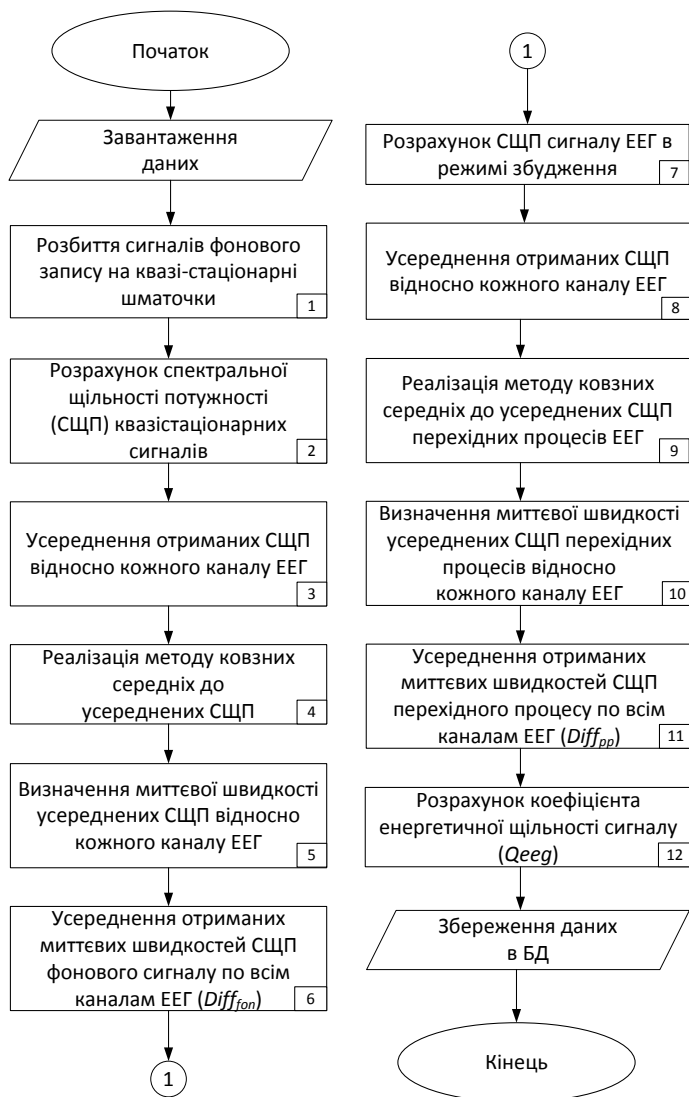 Початок
Завантаження
даних
Розбиття сигналів фонового
запису на квазі-стаціонарні
шматочки
1
Розрахунок спектральної
щільності потужності
(СЩП) квазістаціонарних
сигналів
2
Усереднення отриманих СЩП
відносно кожного каналу ЕЕГ
3
Реалізація методу ковзних
середніх до
усереднених СЩП
4
Визначення миттєвої швидкості
усереднених СЩП відносно
кожного каналу ЕЕГ
5
Усереднення отриманих
миттєвих швидкостей СЩП
фонового сигналу по всім
каналам ЕЕГ (Diff_fon)
6
1
1
Розрахунок СЩП сигналу ЕЕГ в
режимі збудження
7
Усереднення отриманих СЩП
відносно кожного каналу ЕЕГ
8
Реалізація методу ковзних
середніх до усереднених СЩП
перехідних процесів ЕЕГ
9
Визначення миттєвої швидкості
усереднених СЩП перехідних
процесів відносно
кожного каналу ЕЕГ
10
Усереднення отриманих
миттєвих швидкостей СЩП
перехідного процесу по всім
каналам ЕЕГ (Diff_pp)
11
Розрахунок коефіцієнта
енергетичної щільності сигналу
(Qeeg)
12
Збереження даних
в БД
Кінець